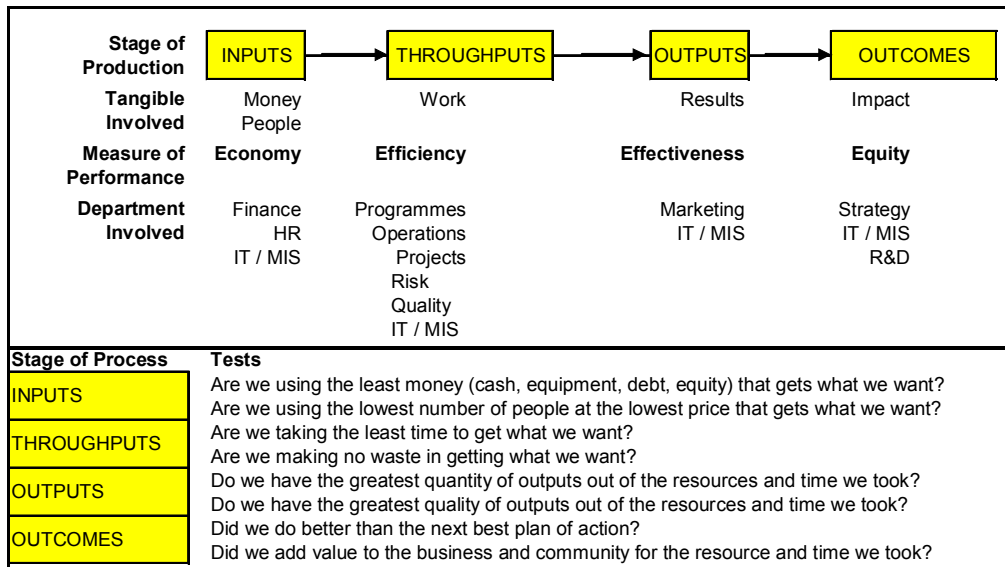 Stage of Production INPUTS THROUGHPUTS OUTPUTS OUTCOMES
Tangible Involved
Money Work Results Impact
People
Measure of Performance
Economy Efficiency Effectiveness Equity
Department Involved
Finance Programmes Marketing Strategy
HR Operations IT / MIS IT / MIS
IT / MIS Projects R&D
Risk
Quality
IT / MIS
Stage of Process Tests
INPUTS
Are we using the least money (cash, equipment, debt, equity) that gets what we want?
Are we using the lowest number of people at the lowest price that gets what we want?
THROUGHPUTS
Are we taking the least time to get what we want?
Are we making no waste in getting what we want?
OUTPUTS
Do we have the greatest quantity of outputs out of the resources and time we took?
Do we have the greatest quality of outputs out of the resources and time we took?
OUTCOMES
Did we do better than the next best plan of action?
Did we add value to the business and community for the resource and time we took?